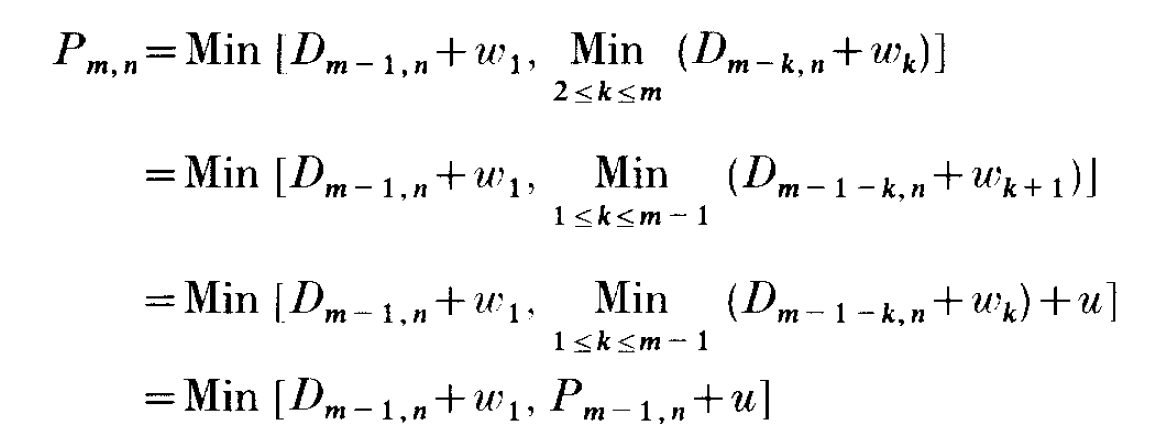 P_{m,n} = Min [D_{m-1,n} + w_1, Min_{2≤k≤m} (D_{m-k,n} + w_k)]
= Min [D_{m-1,n} + w_1, Min_{1≤k≤m-1} (D_{m-1-k,n} + w_{k+1})]
= Min [D_{m-1,n} + w_1, Min_{1≤k≤m-1} (D_{m-1-k,n} + w_k) + u]
= Min [D_{m-1,n} + w_1, P_{m-1,n} + u]